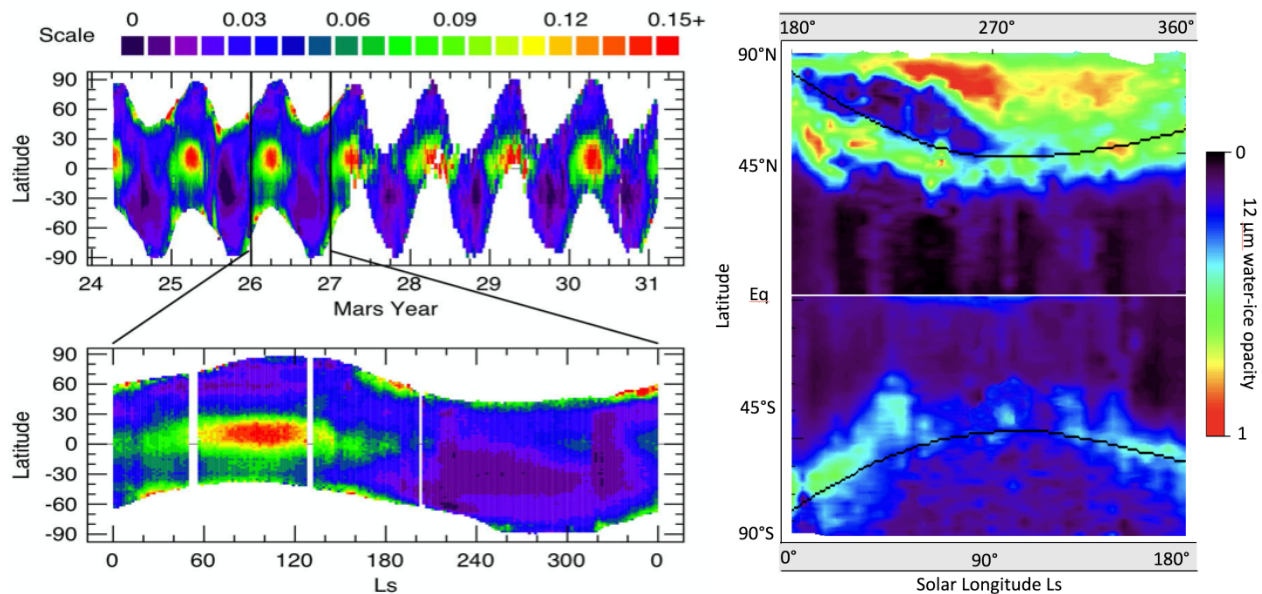 0 0.03 0.06 0.09 0.12 0.15+
Scale
90
60
30
0
-30
-60
-90
Latitude
24 25 26 27 28 29 30 31
Mars Year
90
60
30
0
-30
-60
-90
Latitude
0 60 120 180 240 300 0
Ls
180° 270° 360°
90°N
45°N
Eq
45°S
90°S
Latitude
0° 90° 180°
Solar Longitude Ls
0
12 µm water-ice opacity
1